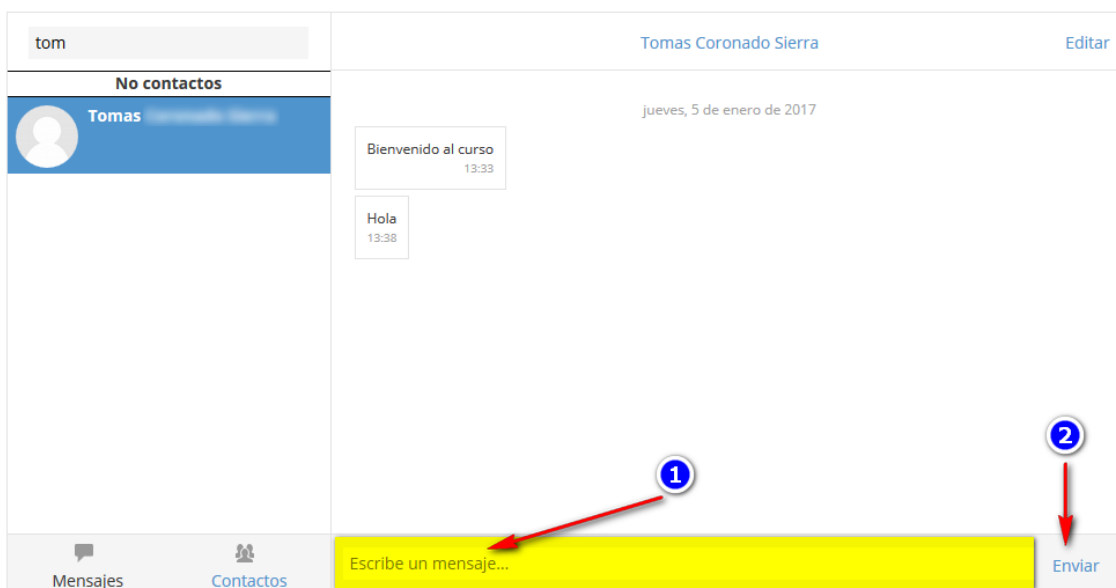 tom
No contactos
Tomas
Mensajes
Contactos
Tomas Coronado Sierra
Editar
jueves, 5 de enero de 2017
Bienvenido al curso
13:33
Hola
13:38
1
2
Escribe un mensaje...
Enviar